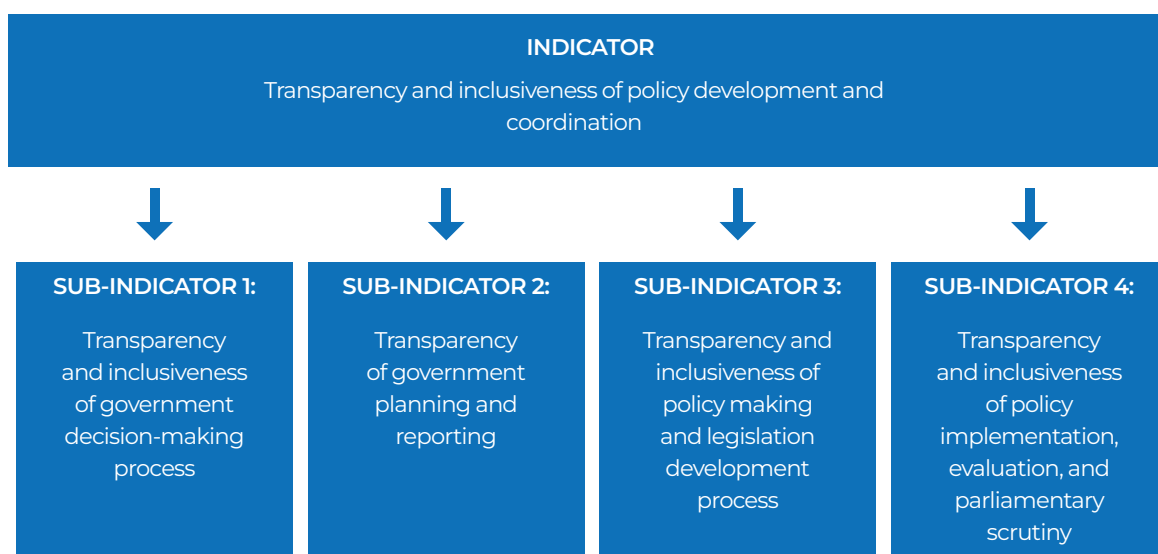 INDICATOR
Transparency and inclusiveness of policy development and
coordination
SUB-INDICATOR 1:
Transparency
and inclusiveness
of government
decision-making
process
SUB-INDICATOR 2:
Transparency
of government
planning and
reporting
SUB-INDICATOR 3:
Transparency and
inclusiveness of
policy making
and legislation
development
process
SUB-INDICATOR 4:
Transparency
and inclusiveness
of policy
implementation,
evaluation, and
parliamentary
scrutiny